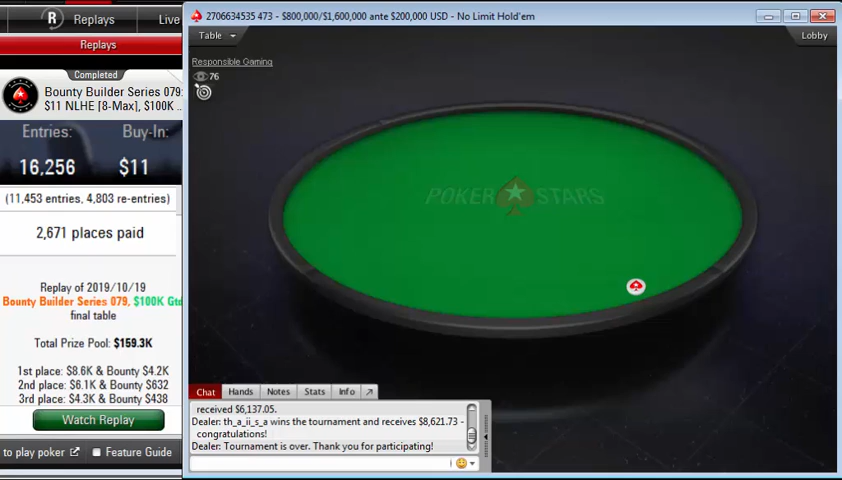 Replays
Live
Replays
Completed
Bounty Builder Series 079:
$11 NLHE [8-Max], $100K ...
Entries:
Buy-In:
16,256
$11
(11,453 entries, 4,803 re-entries)
2,671 places paid
Replay of 2019/10/19
Bounty Builder Series 079, $100K Gtd
final table
Total Prize Pool: $159.3K
1st place: $8.6K & Bounty $4.2K
2nd place: $6.1K & Bounty $632
3rd place: $4.3K & Bounty $438
Watch Replay
to play poker
Feature Guide
2706634535 473 - $800,000/$1,600,000 ante $200,000 USD - No Limit Hold'em
Table
Lobby
Responsible Gaming
76
POKER STARS
Chat
Hands
Notes
Stats
Info
received $6,137.05.
Dealer: th_a_ii_s_a wins the tournament and receives $8,621.73 -
congratulations!
Dealer: Tournament is over. Thank you for participating!